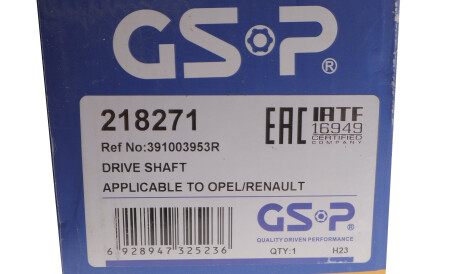 GSP®
218271
Ref No:391003953R
DRIVE SHAFT
APPLICABLE TO OPEL/RENAULT
EAC
IATF
16949
CERTIFIED
COMPANY
6 928947 325236
GSP®
QUALITY DRIVEN PERFORMANCE
QTY:1 H23